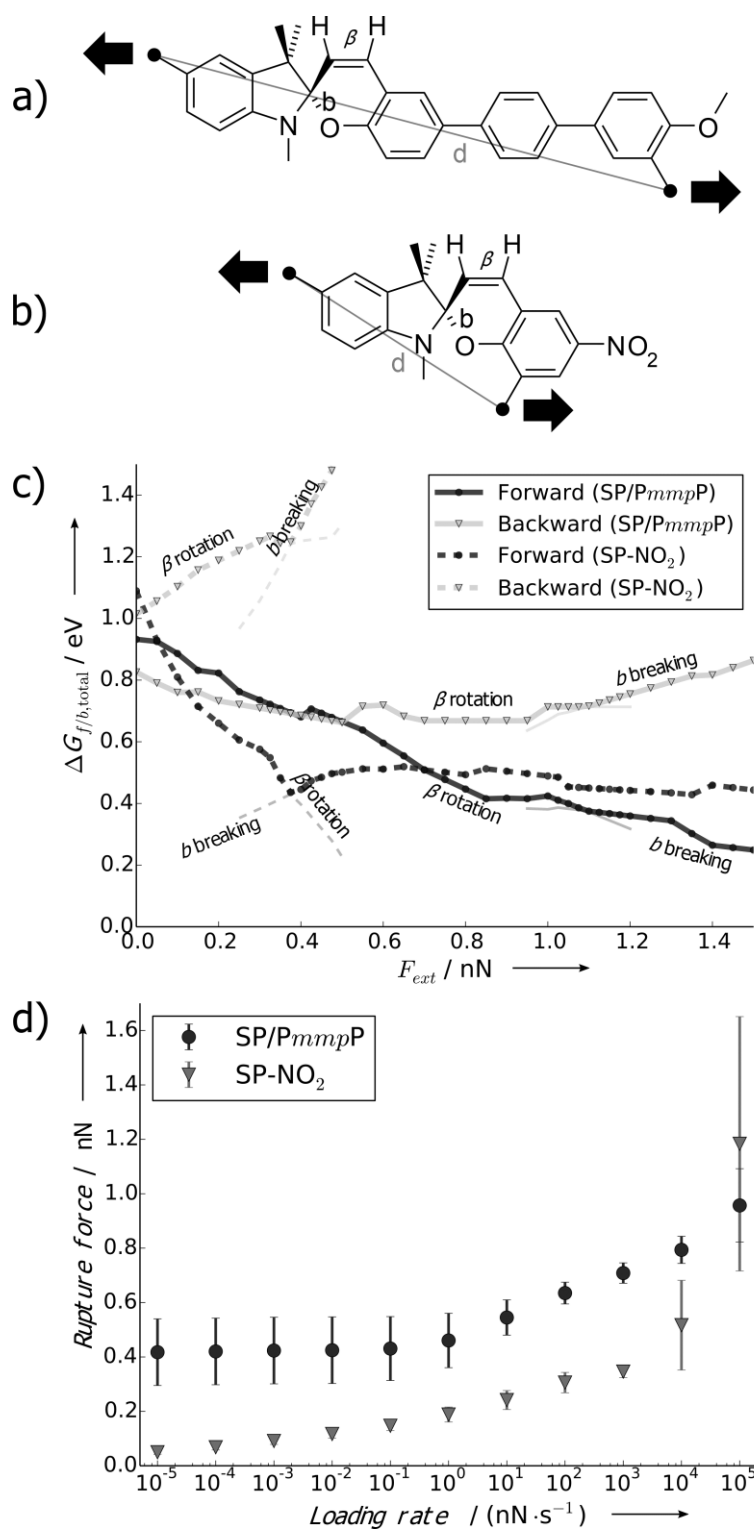 a)
H β H
b
N O
d
O
b)
H β H
b
N O
d
NO₂
c)
ΔG_f/b,total / eV
1.4
1.2
1.0
0.8
0.6
0.4
0.2
0.0
β rotation
b breaking
Forward (SP/PmmpP)
Backward (SP/PmmpP)
Forward (SP-NO₂)
Backward (SP-NO₂)
β rotation
b breaking
b breaking
β rotation
β rotation
b breaking
0.0 0.2 0.4 0.6 0.8 1.0 1.2 1.4
F_ext / nN
d)
Rupture force / nN
1.6
1.4
1.2
1.0
0.8
0.6
0.4
0.2
0.0
SP/PmmpP
SP-NO₂
10⁻⁵ 10⁻⁴ 10⁻³ 10⁻² 10⁻¹ 10⁰ 10¹ 10² 10³ 10⁴ 10⁵
Loading rate / (nN·s⁻¹)